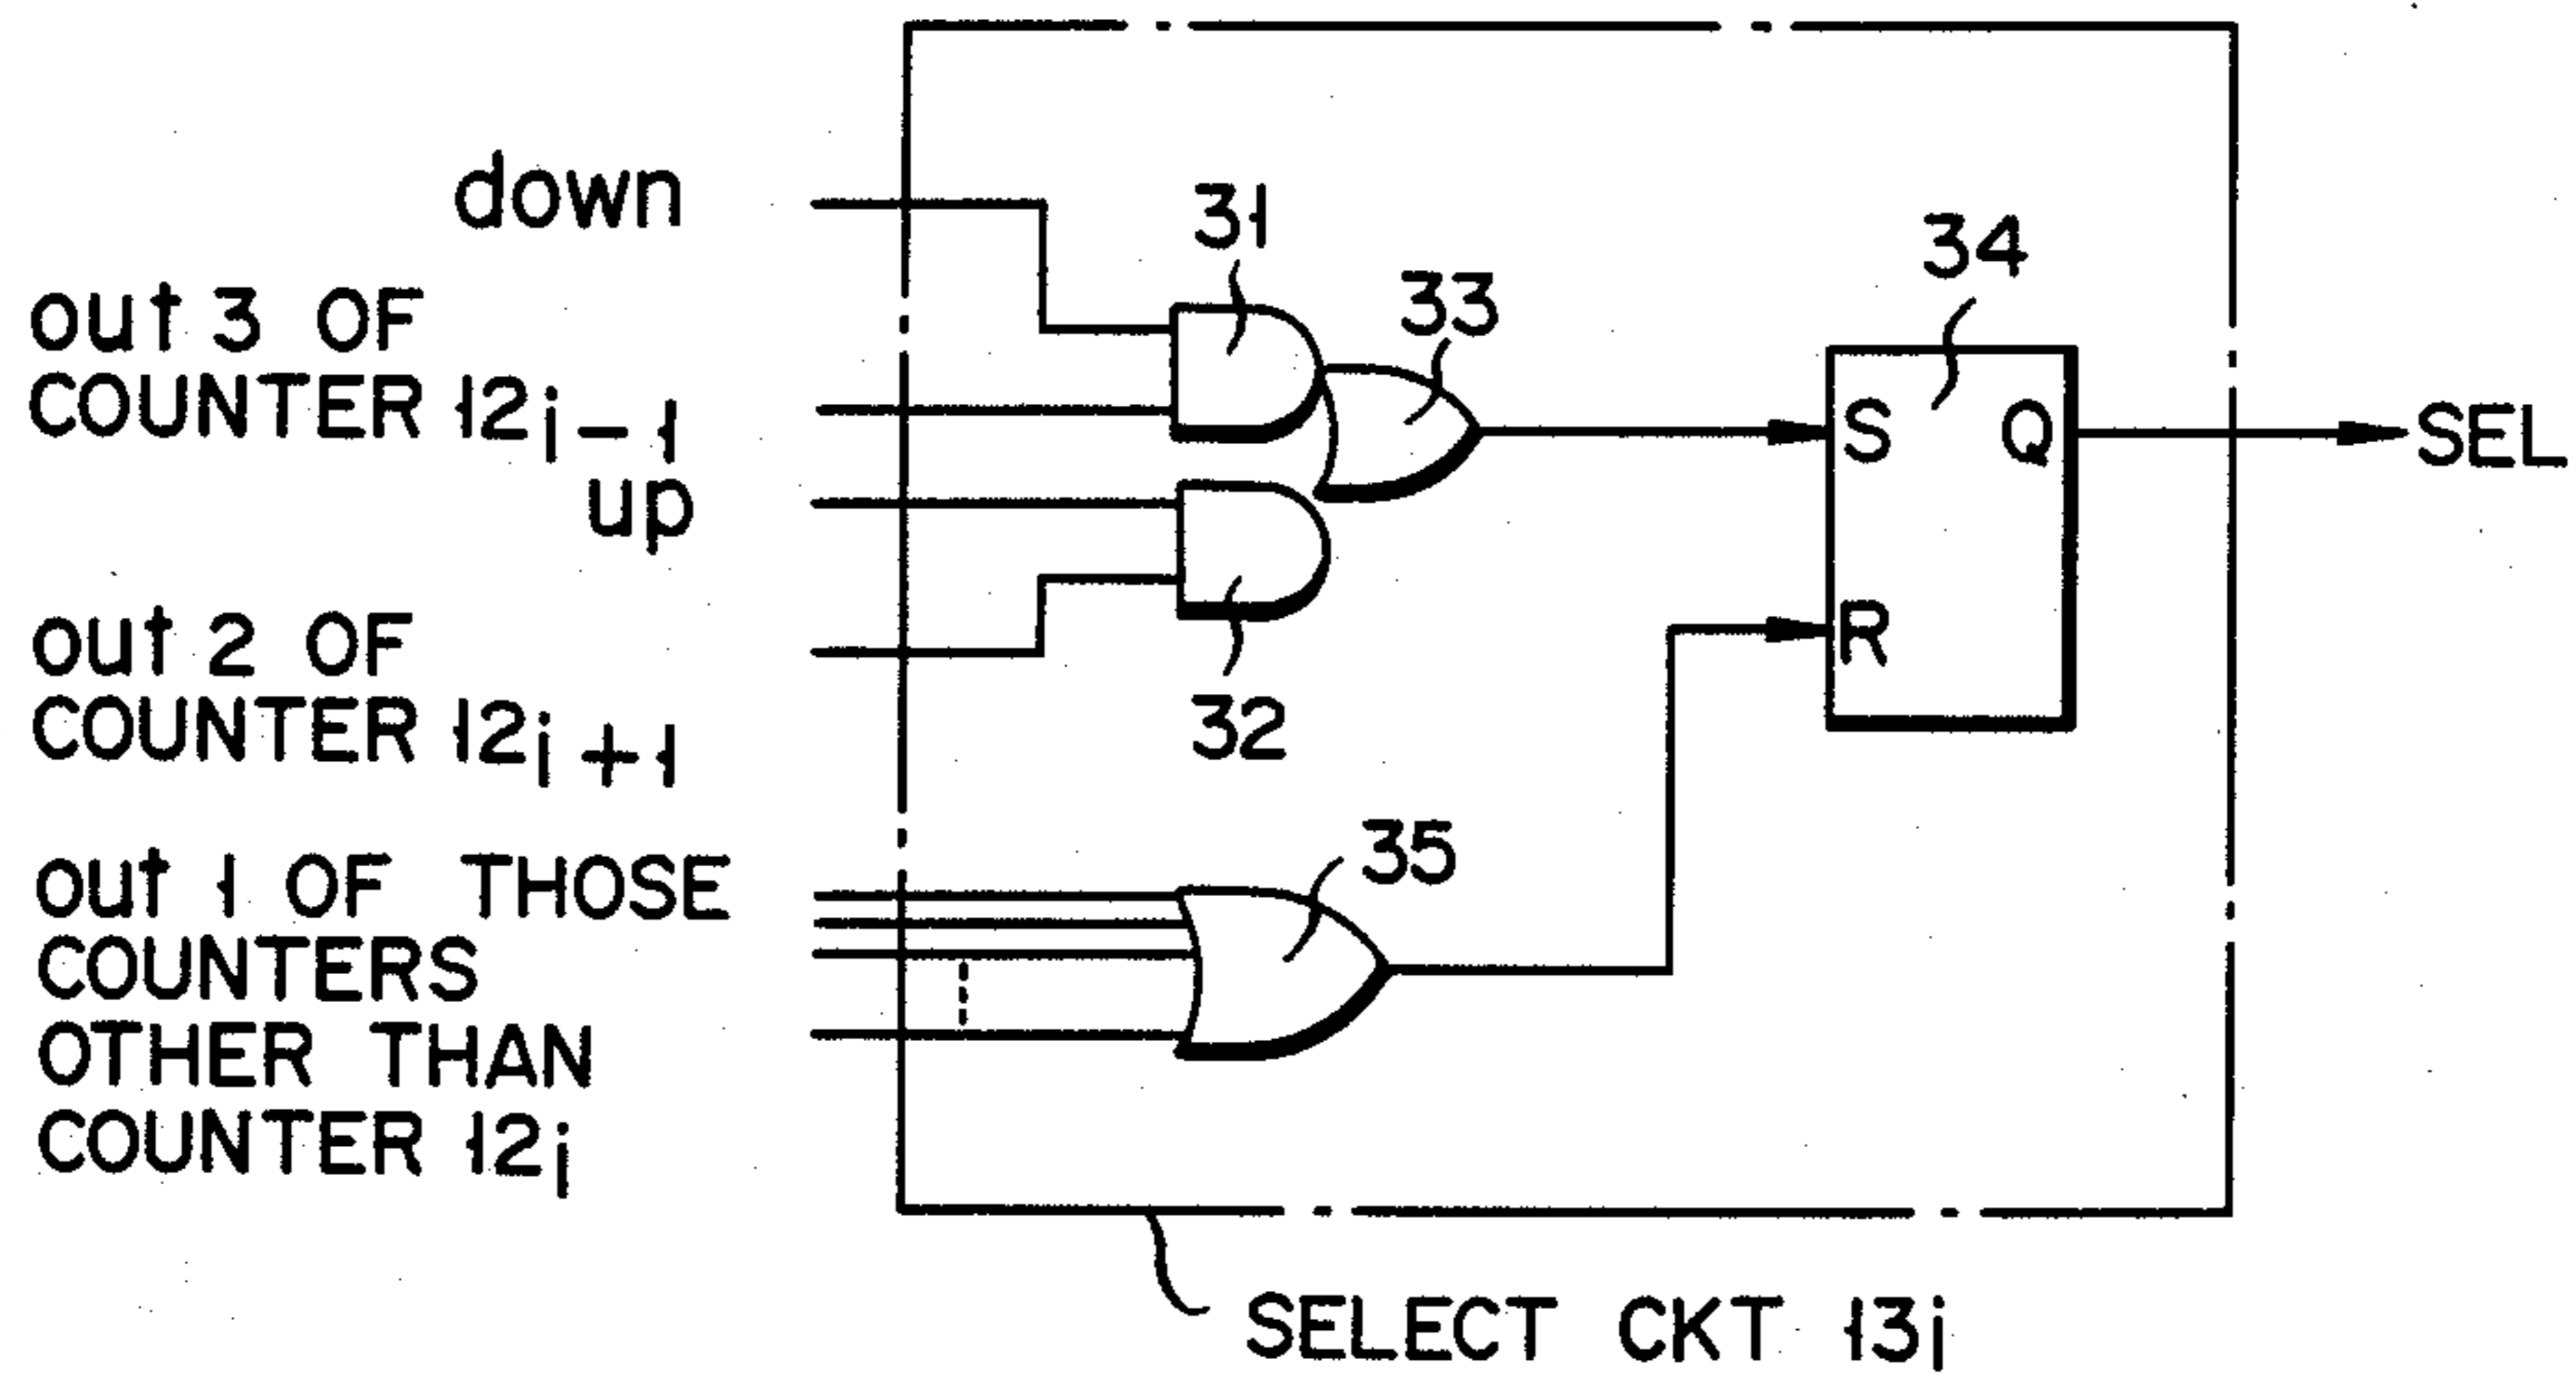 down
31
33
34
out 3 OF
COUNTER 12i-1
S Q
SEL
R
up
out 2 OF
COUNTER 12i+1
32
35
out 1 OF THOSE
COUNTERS
OTHER THAN
COUNTER 12i
SELECT CKT 13i